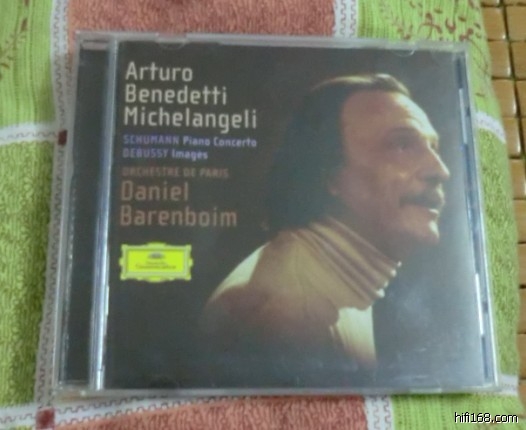 Arturo
Benedetti
Michelangeli
SCHUMANN Piano Concerto
DEBUSSY Images
ORCHESTRE DE PARIS
Daniel
Barenboim
hifi168.com